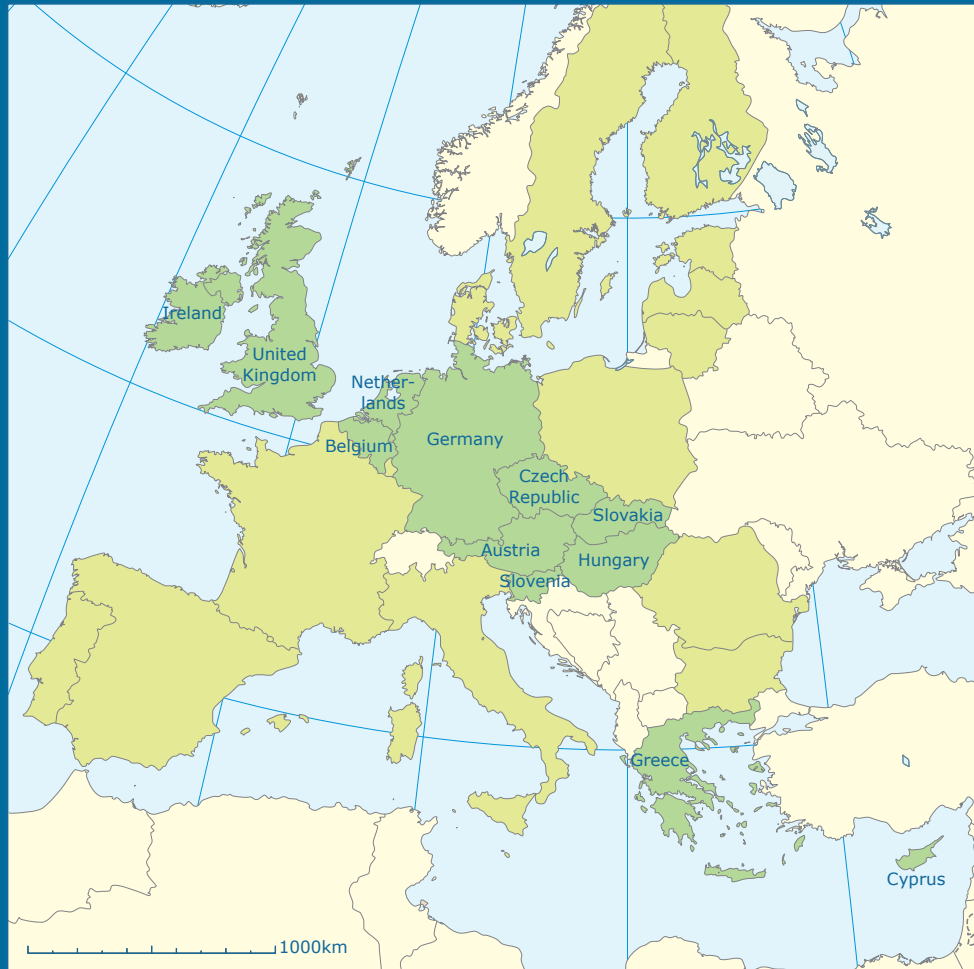 Ireland
United
Kingdom
Nether-
lands
Belgium
Germany
Czech
Republic
Slovakia
Austria
Hungary
Slovenia
Greece
Cyprus
1000km